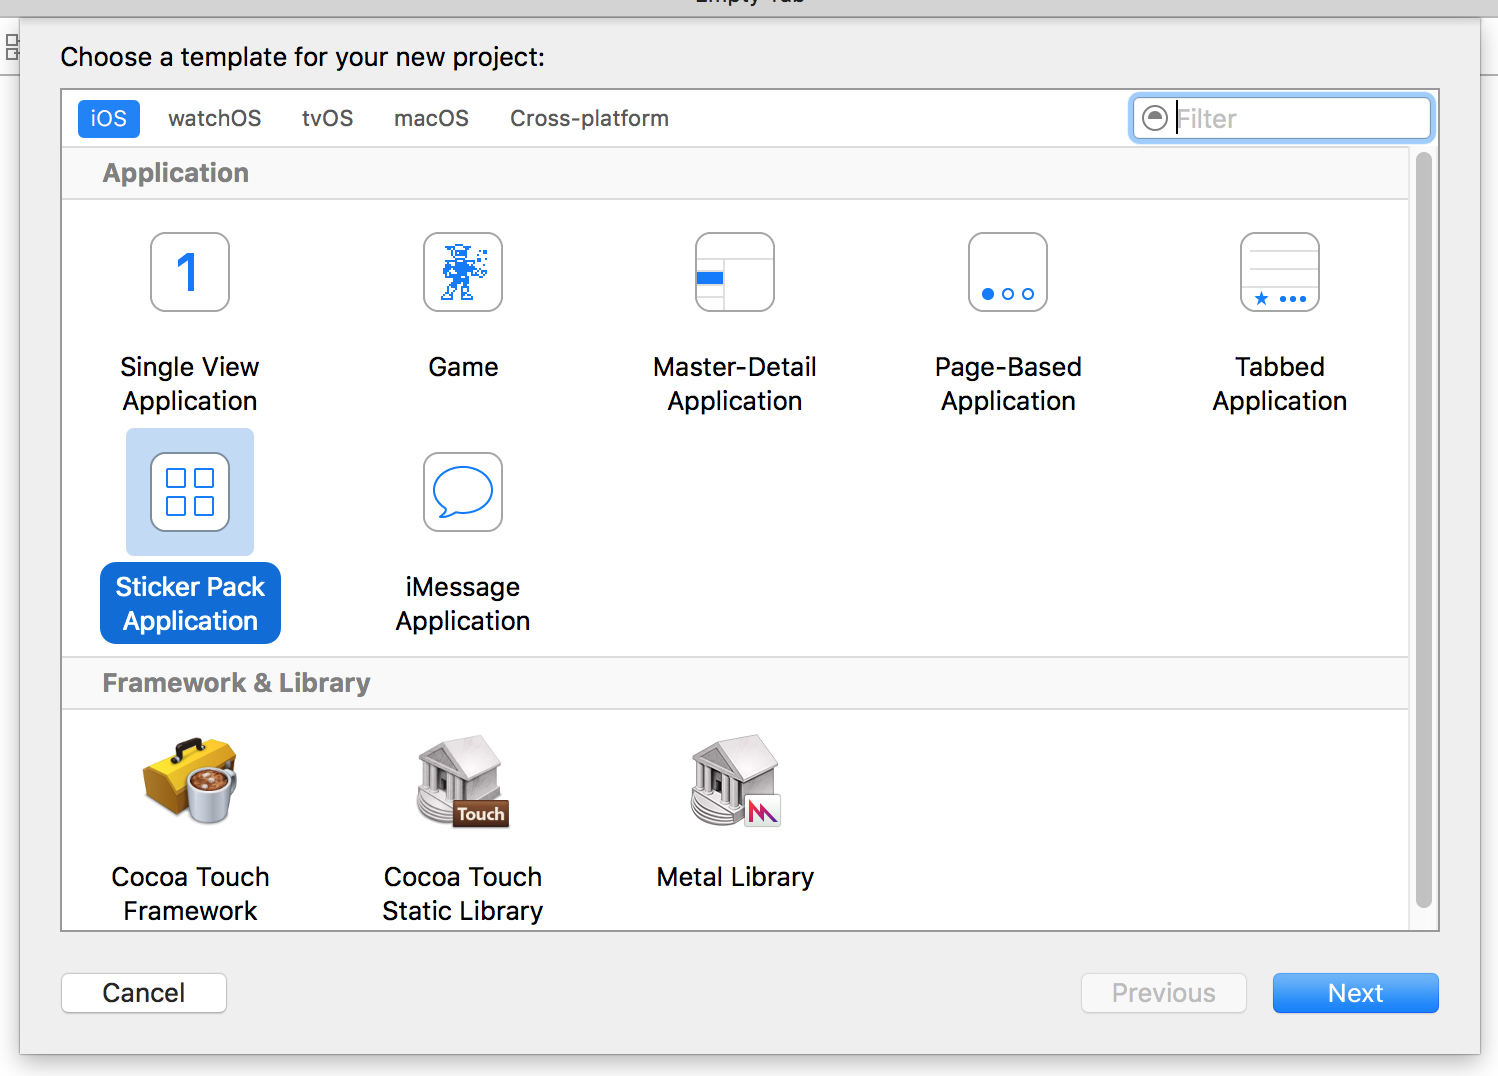 Empty Tab
Choose a template for your new project:
iOS watchOS tvOS macOS Cross-platform Filter
Application
1
Single View Application
Game
Master-Detail Application
Page-Based Application
Tabbed Application
Sticker Pack Application
iMessage Application
Framework & Library
Touch
Cocoa Touch Framework
Cocoa Touch Static Library
Metal Library
Cancel Previous Next